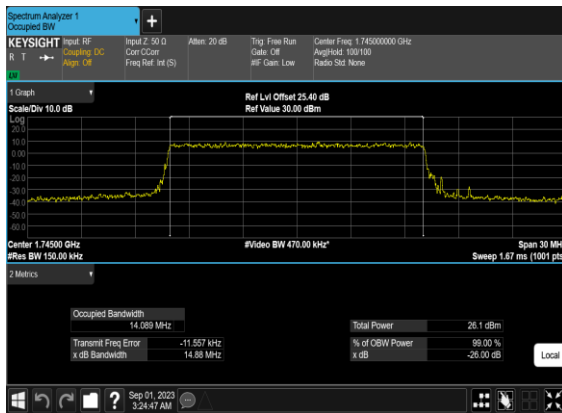 Spectrum Analyzer 1
Occupied BW
KEYSIGHT
R T
Input: RF
Coupling: DC
Align: Off
Input Z: 50 Ω
Corr CCorr
Freq Ref: Int (S)
Atten: 20 dB
Trig: Free Run
Gate: Off
#IF Gain: Low
Center Freq: 1.745000000 GHz
Avg|Hold: 100/100
Radio Std: None
1 Graph
Scale/Div 10.0 dB
Ref Lvl Offset 25.40 dB
Ref Value 30.00 dBm
Log
20.0
10.0
0.00
-10.0
-20.0
-30.0
-40.0
-50.0
-60.0
Center 1.74500 GHz
#Video BW 470.00 kHz*
Span 30 MH
#Res BW 150.00 kHz
Sweep 1.67 ms (1001 pts
2 Metrics
Occupied Bandwidth
14.089 MHz
Total Power 26.1 dBm
Transmit Freq Error -11.557 kHz
% of OBW Power 99.00 %
x dB Bandwidth 14.88 MHz
x dB -26.00 dB
Local
Sep 01, 2023
3:24:47 AM